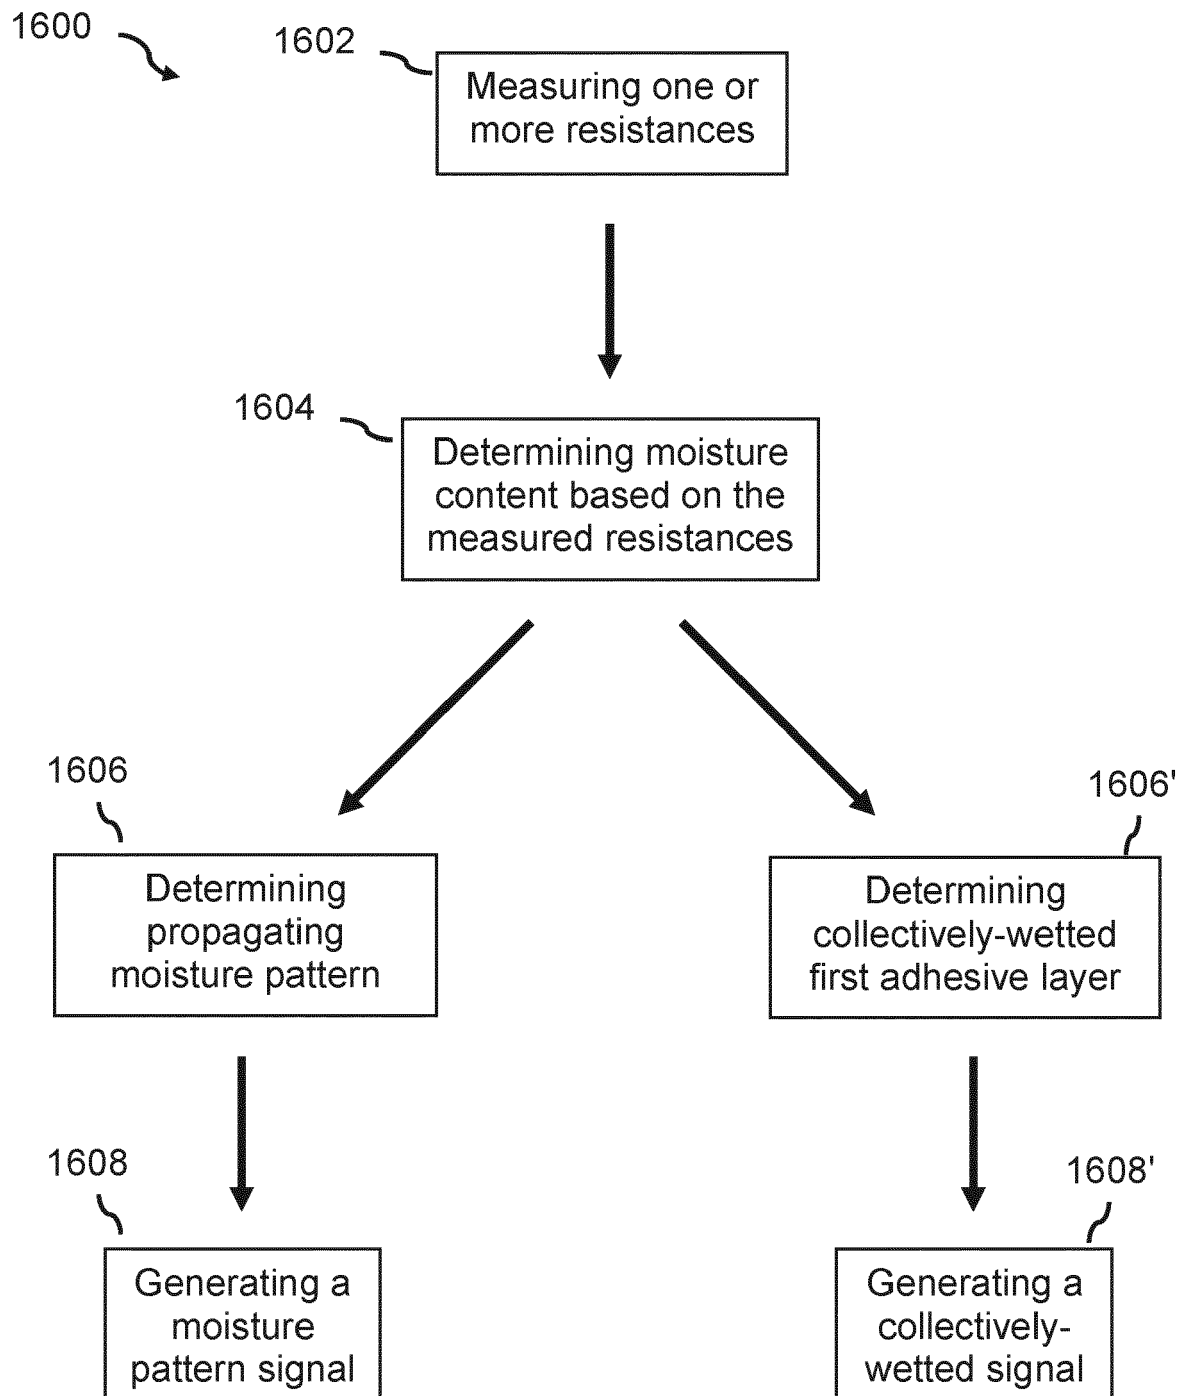 1600
1602
Measuring one or
more resistances
1604
Determining moisture
content based on the
measured resistances
1606
Determining
propagating
moisture pattern
1606'
Determining
collectively-wetted
first adhesive layer
1608
Generating a
moisture
pattern signal
1608'
Generating a
collectively-
wetted signal